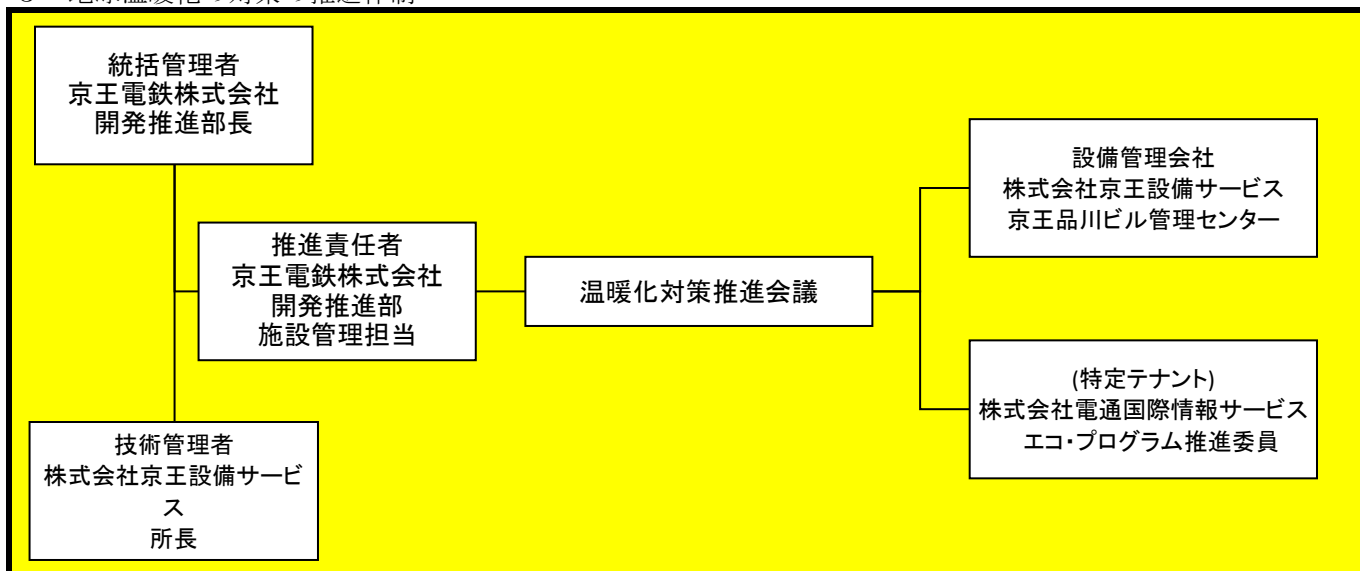 統括管理者
京王電鉄株式会社
開発推進部長
推進責任者
京王電鉄株式会社
開発推進部
施設管理担当
技術管理者
株式会社京王設備サービ
ス
所長
温暖化対策推進会議
設備管理会社
株式会社京王設備サービス
京王品川ビル管理センター
(特定テナント)
株式会社電通国際情報サービス
エコ・プログラム推進委員